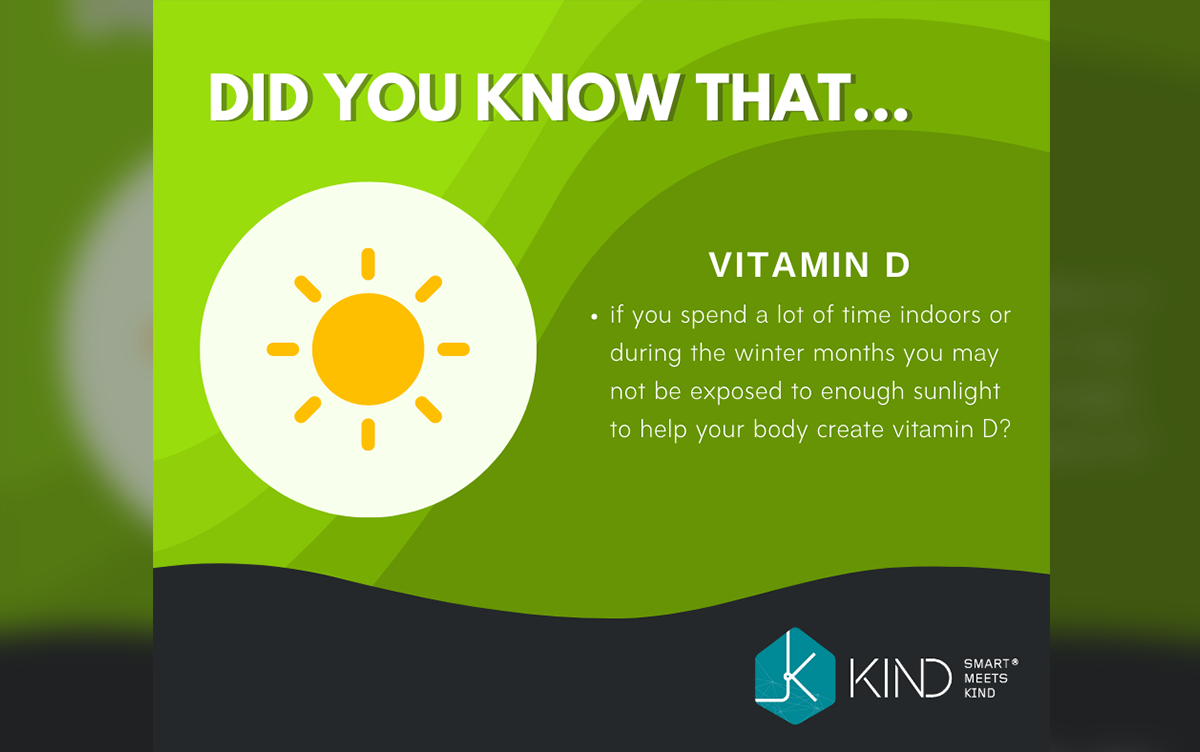 DID YOU KNOW THAT...
VITAMIN D
• if you spend a lot of time indoors or
during the winter months you may
not be exposed to enough sunlight
to help your body create vitamin D?
KIND
SMART®
MEETS
KIND